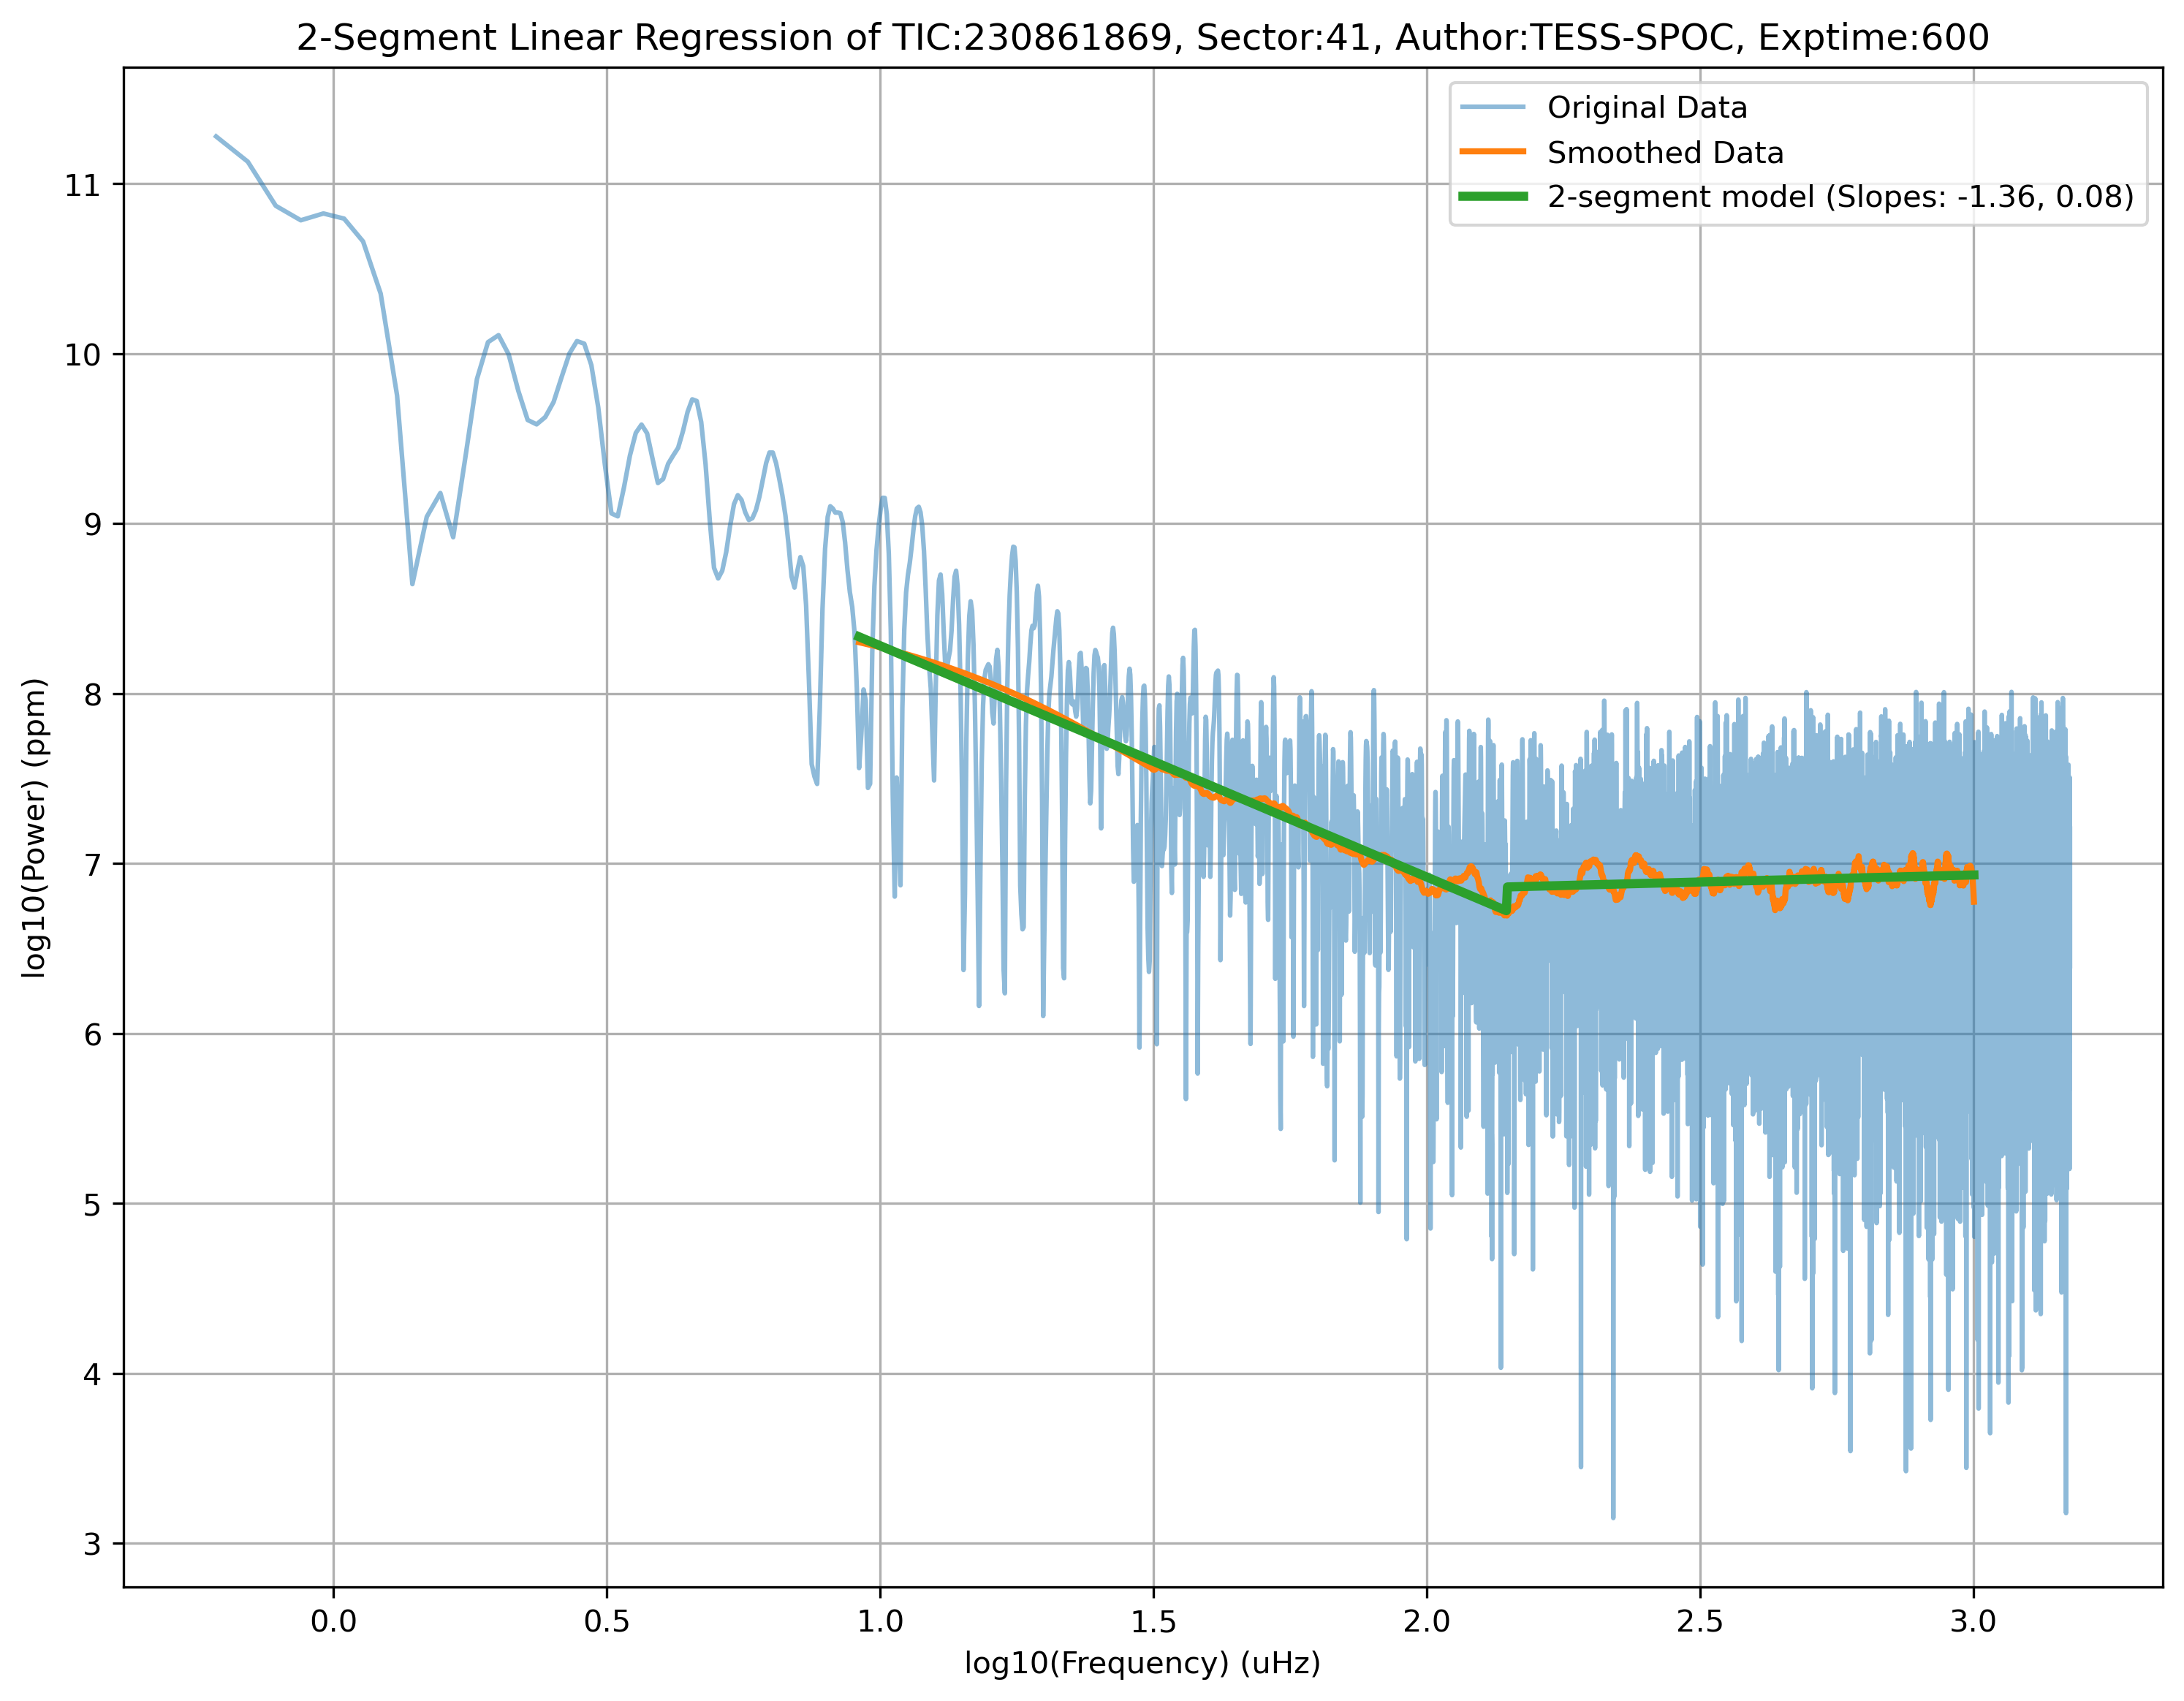 2-Segment Linear Regression of TIC:230861869, Sector:41, Author:TESS-SPOC, Exptime:600
Original Data
Smoothed Data
2-segment model (Slopes: -1.36, 0.08)
log10(Power) (ppm)
11
10
9
8
7
6
5
4
3
0.0 0.5 1.0 1.5 2.0 2.5 3.0
log10(Frequency) (uHz)